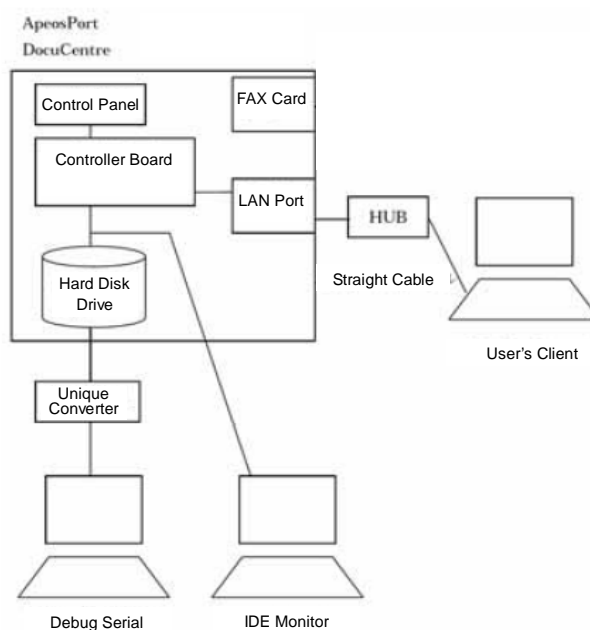 ApeosPort
DocuCentre
Control Panel
FAX Card
Controller Board
LAN Port
HUB
Straight Cable
Hard Disk
Drive
User's Client
Unique
Converter
Debug Serial
IDE Monitor